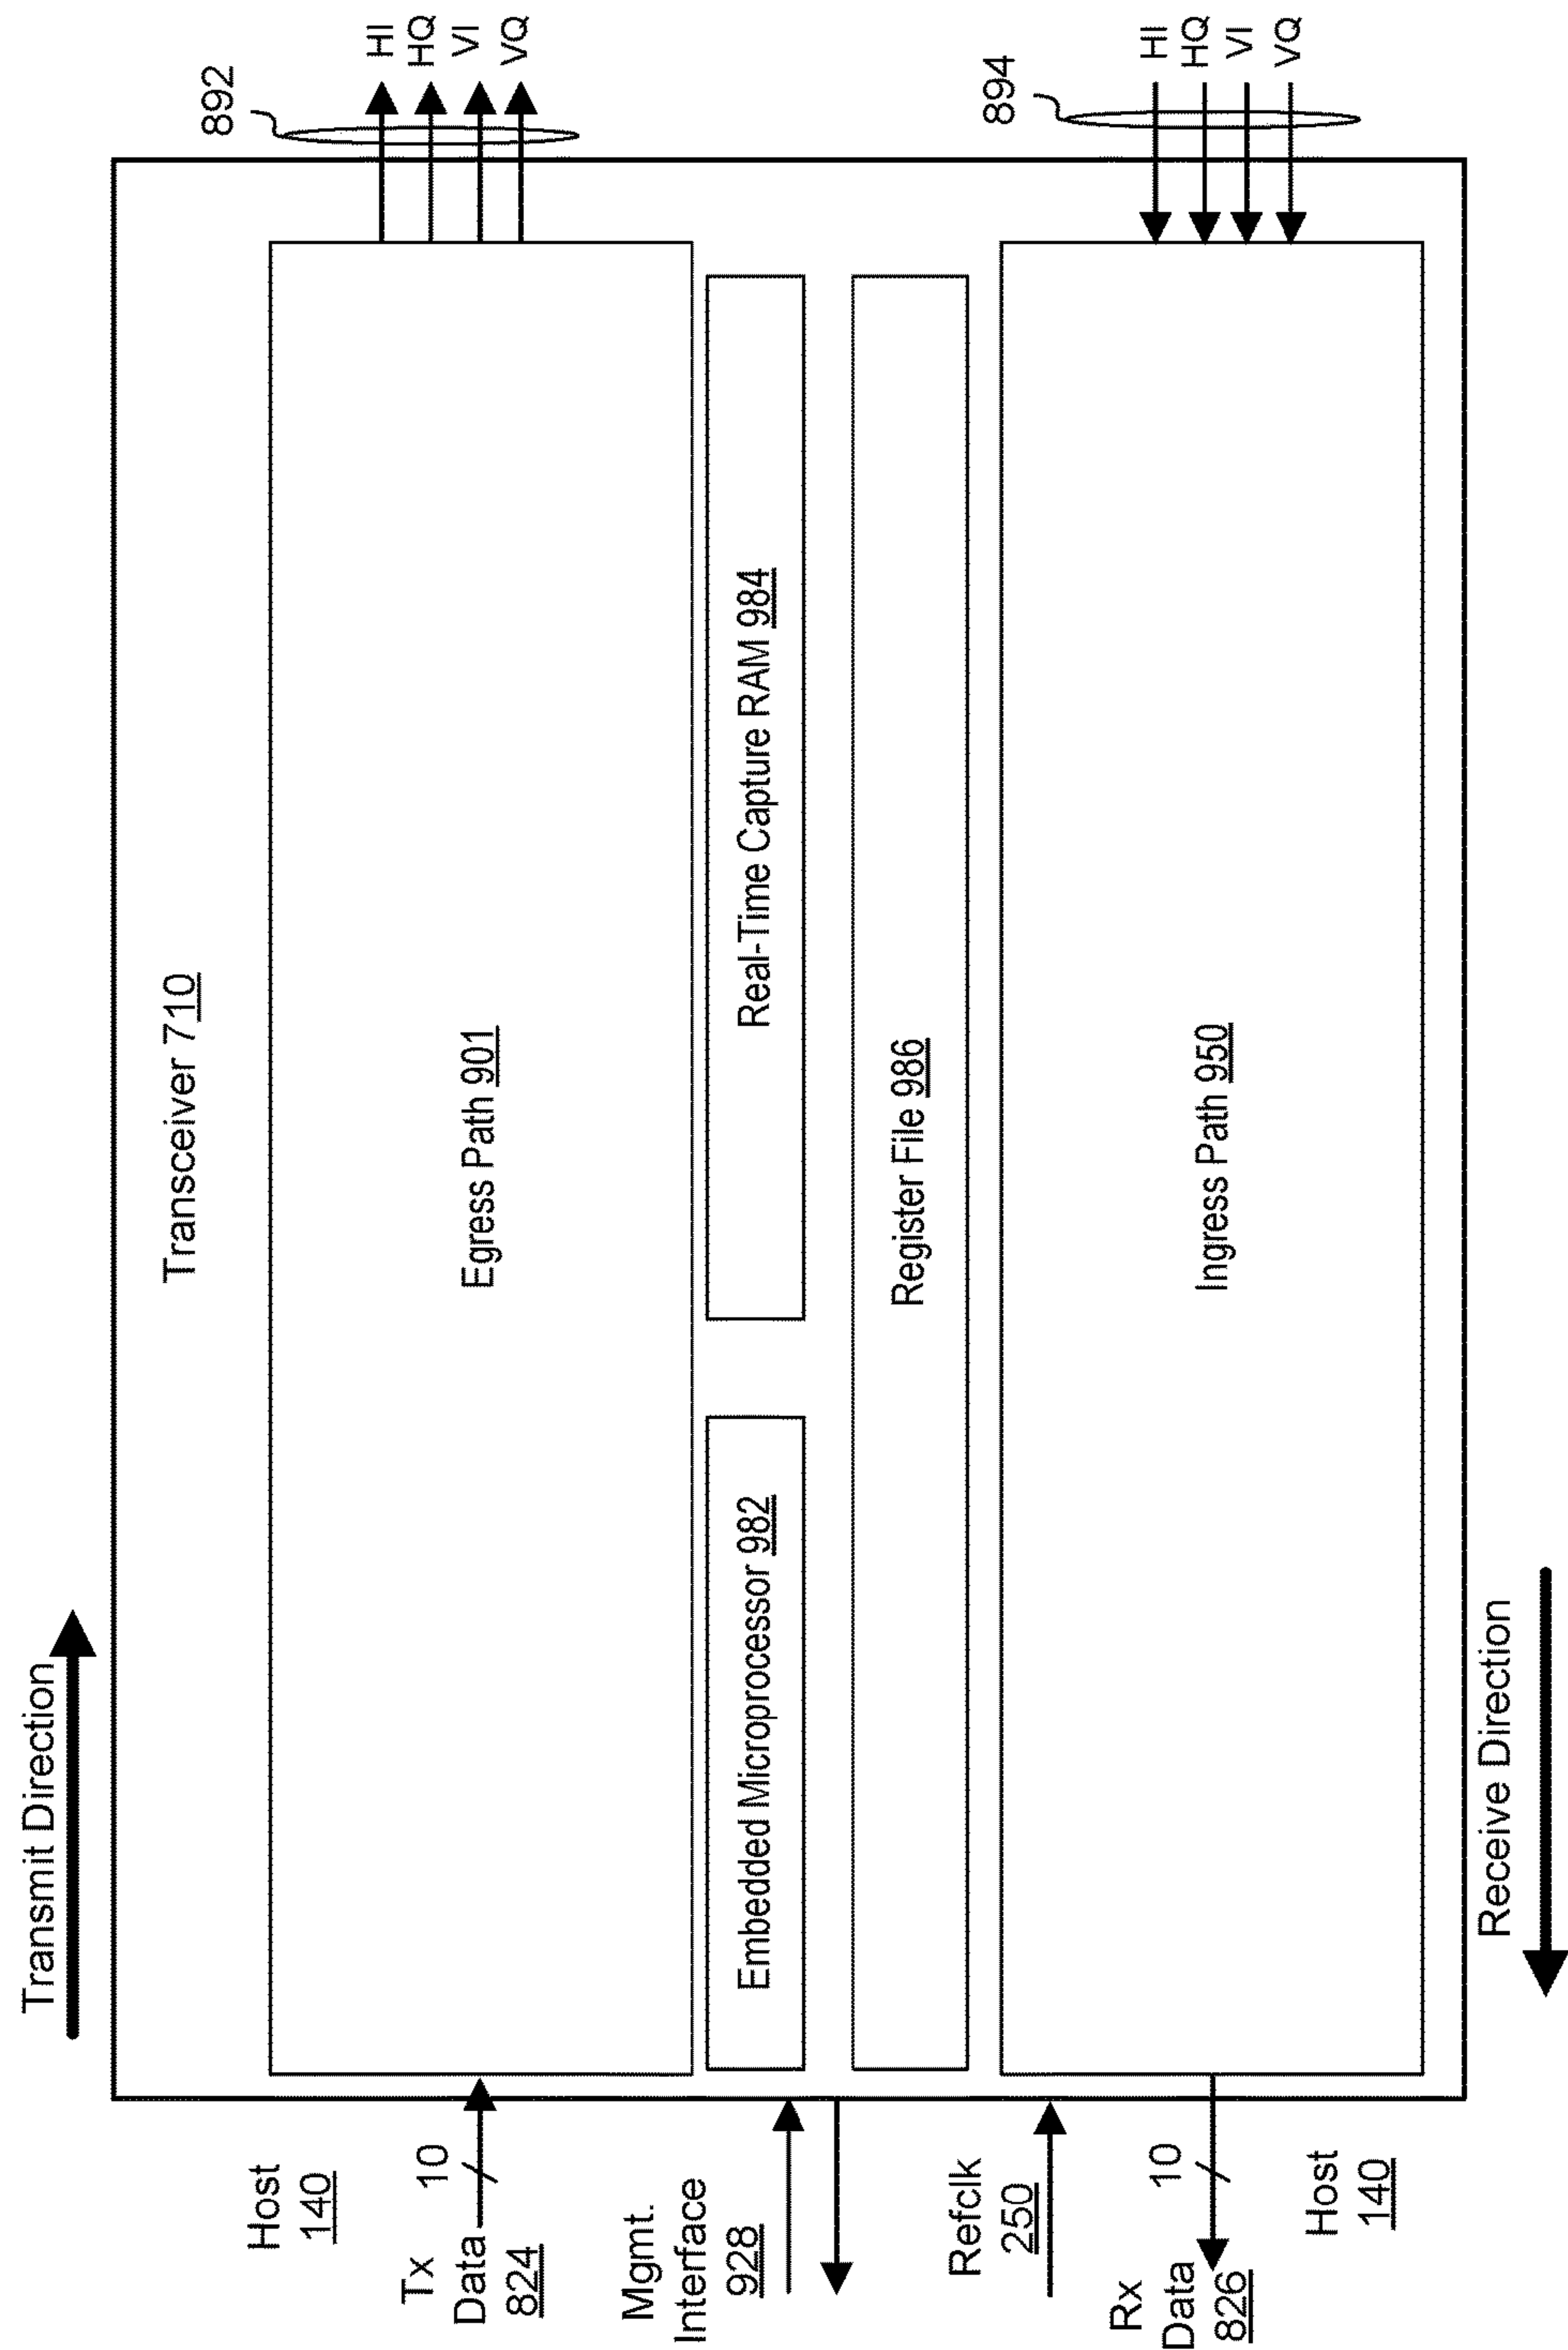 Transmit Direction
Transceiver 710
Host
140
Tx
Data
824
10
Egress Path 901
892
HI
HQ
VI
VQ
Mgmt.
Interface
928
Embedded Microprocessor 982
Real-Time Capture RAM 984
Register File 986
Refclk
250
Rx
Data
826
10
Ingress Path 950
894
HI
HQ
VI
VQ
Host
140
Receive Direction